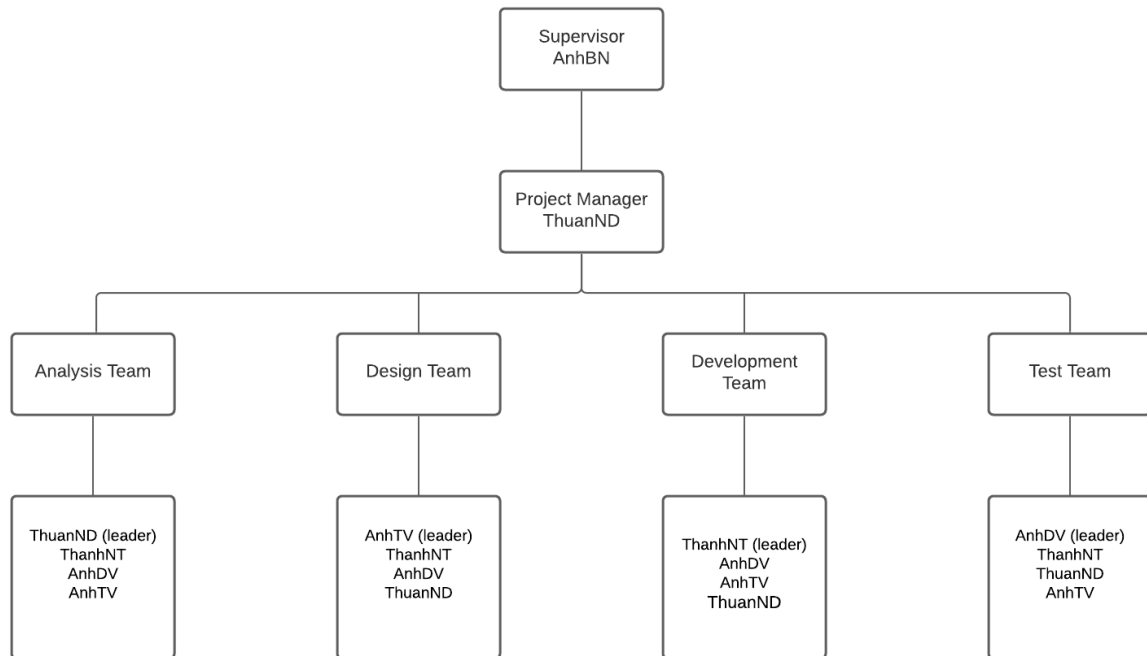 Supervisor
AnhBN
Project Manager
ThuanND
Analysis Team
Design Team
Development
Team
Test Team
ThuanND (leader)
ThanhNT
AnhDV
AnhTV
AnhTV (leader)
ThanhNT
AnhDV
ThuanND
ThanhNT (leader)
AnhDV
AnhTV
ThuanND
AnhDV (leader)
ThanhNT
ThuanND
AnhTV